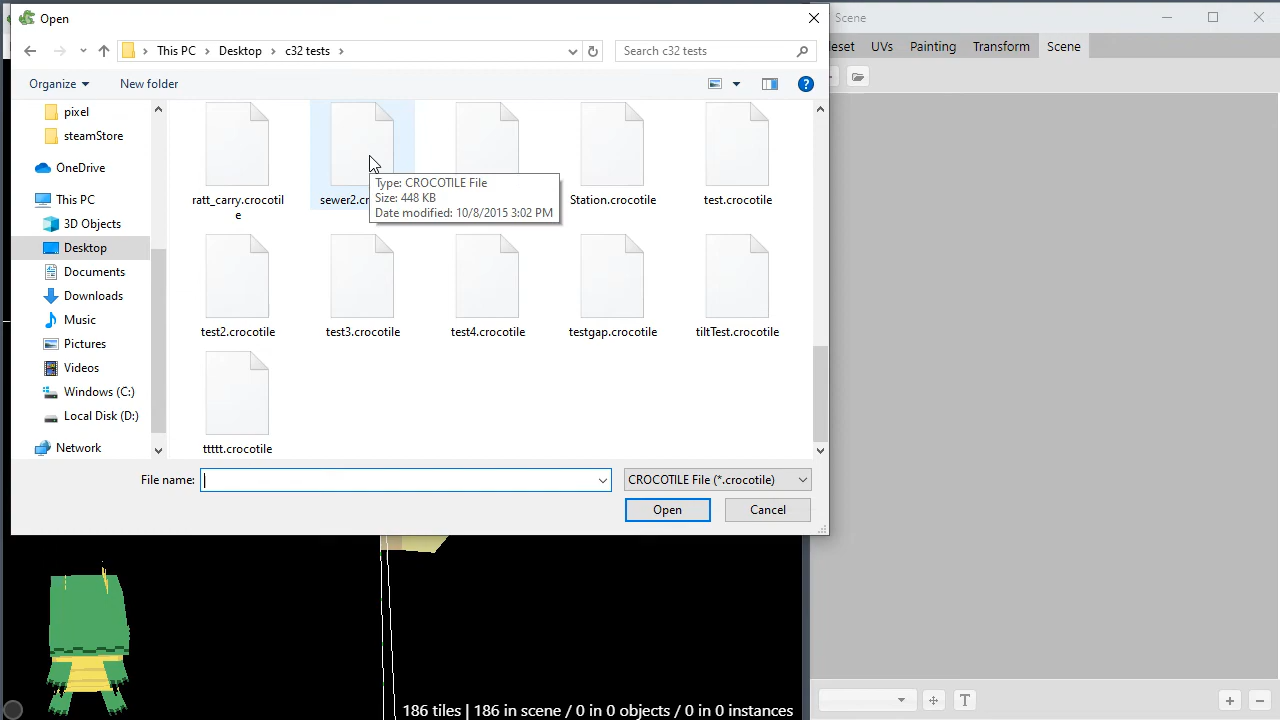 Open
Scene
This PC > Desktop > c32 tests >
Search c32 tests
eset UVs Painting Transform Scene
Organize New folder
pixel
steamStore
OneDrive
This PC
3D Objects
Desktop
Documents
Downloads
Music
Pictures
Videos
Windows (C:)
Local Disk (D:)
Network
ratt_carry.crocotil
e
sewer2.cr
Station.crocotile
test.crocotile
Type: CROCOTILE File
Size: 448 KB
Date modified: 10/8/2015 3:02 PM
test2.crocotile
test3.crocotile
test4.crocotile
testgap.crocotile
tiltTest.crocotile
ttttt.crocotile
File name:
CROCOTILE File (*.crocotile)
Open
Cancel
T
186 tiles | 186 in scene / 0 in 0 objects / 0 in 0 instances